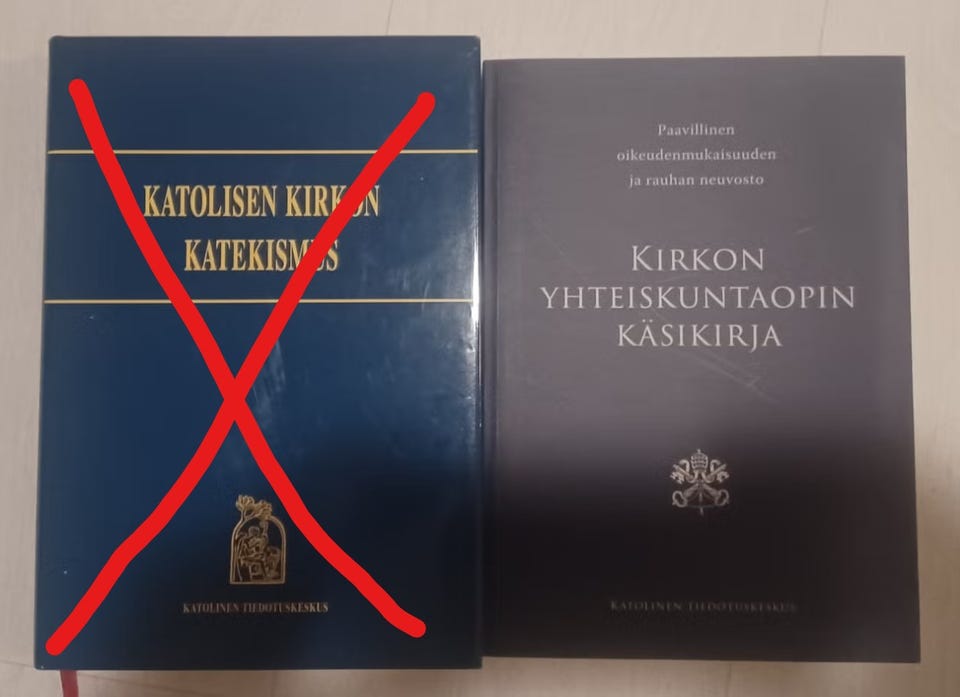 KATOLISEN KIRKON
KATEKISMUS
KATOLINEN TIEDOTUSKESKUS
Paavillinen
oikeudenmukaisuuden
ja rauhan neuvosto
KIRKON
YHTEISKUNTAOPIN
KÄSIKIRJA
KATOLINEN TIEDOTUSKESKUS